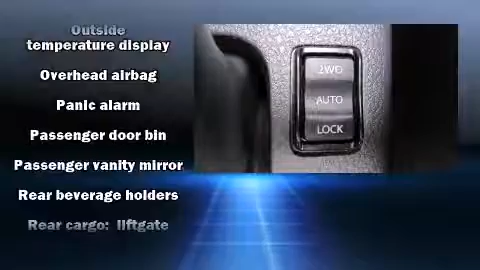 Outside
temperature display
Overhead airbag
Panic alarm
Passenger door bin
Passenger vanity mirror
Rear beverage holders
Rear cargo: liftgate
2WD
AUTO
LOCK